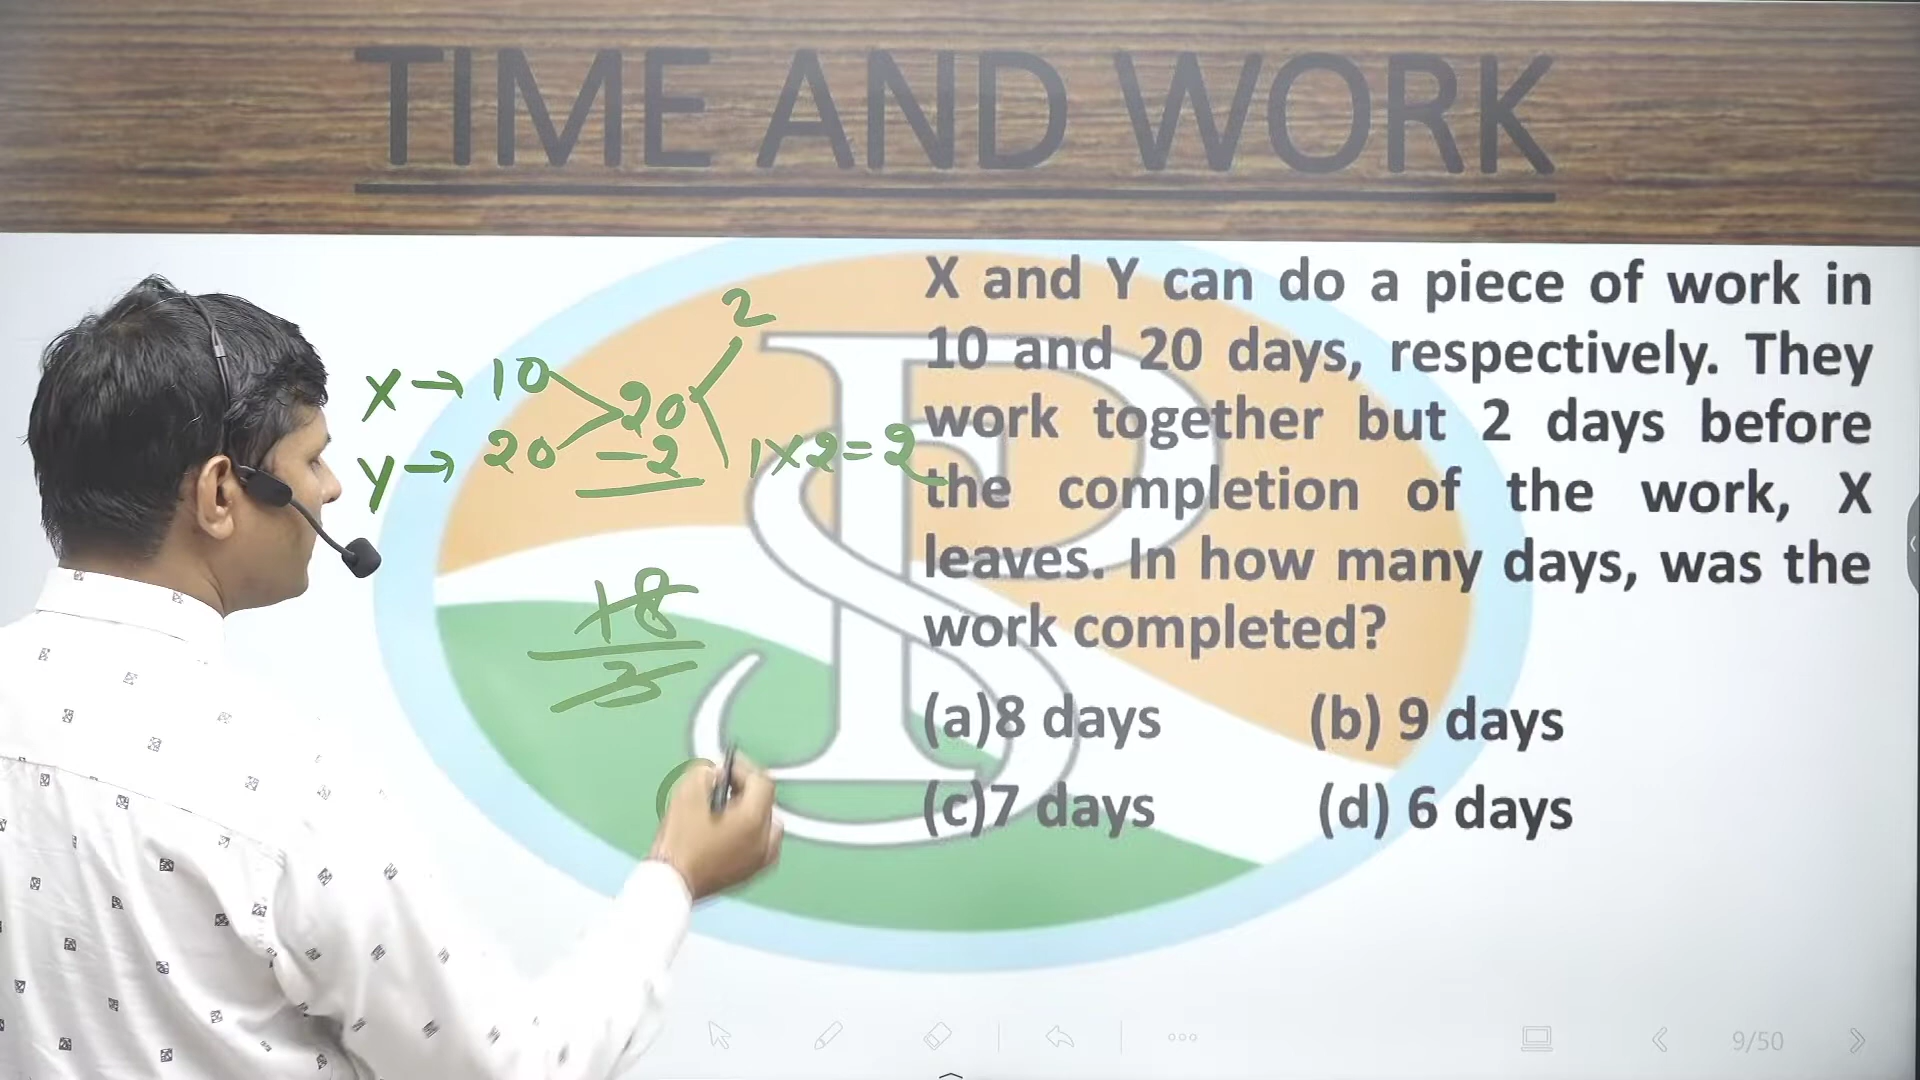 TIME AND WORK
X → 10
Y → 20
20
- 2
2
1 x 2 = 2
18
3
X and Y can do a piece of work in
10 and 20 days, respectively. They
work together but 2 days before
the completion of the work, X
leaves. In how many days, was the
work completed?
(a)8 days (b) 9 days
(c)7 days (d) 6 days
9/50